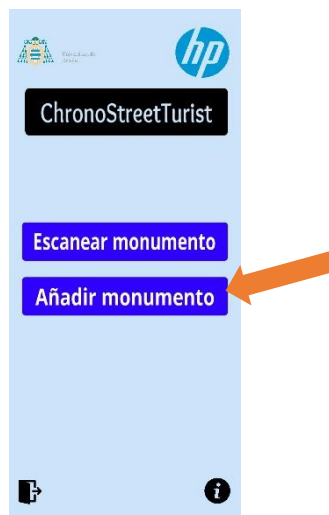 hp
ChronoStreetTurist
Escanear monumento
Añadir monumento
i